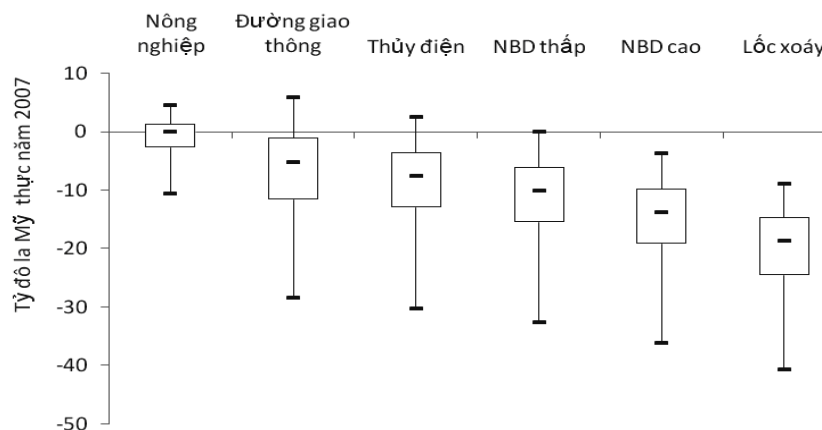 Nông
nghiệp
Đường giao
thông
Thủy điện
NBD thấp
NBD cao
Lốc xoáy
Tỷ đô la Mỹ thực năm 2007
10
0
-10
-20
-30
-40
-50